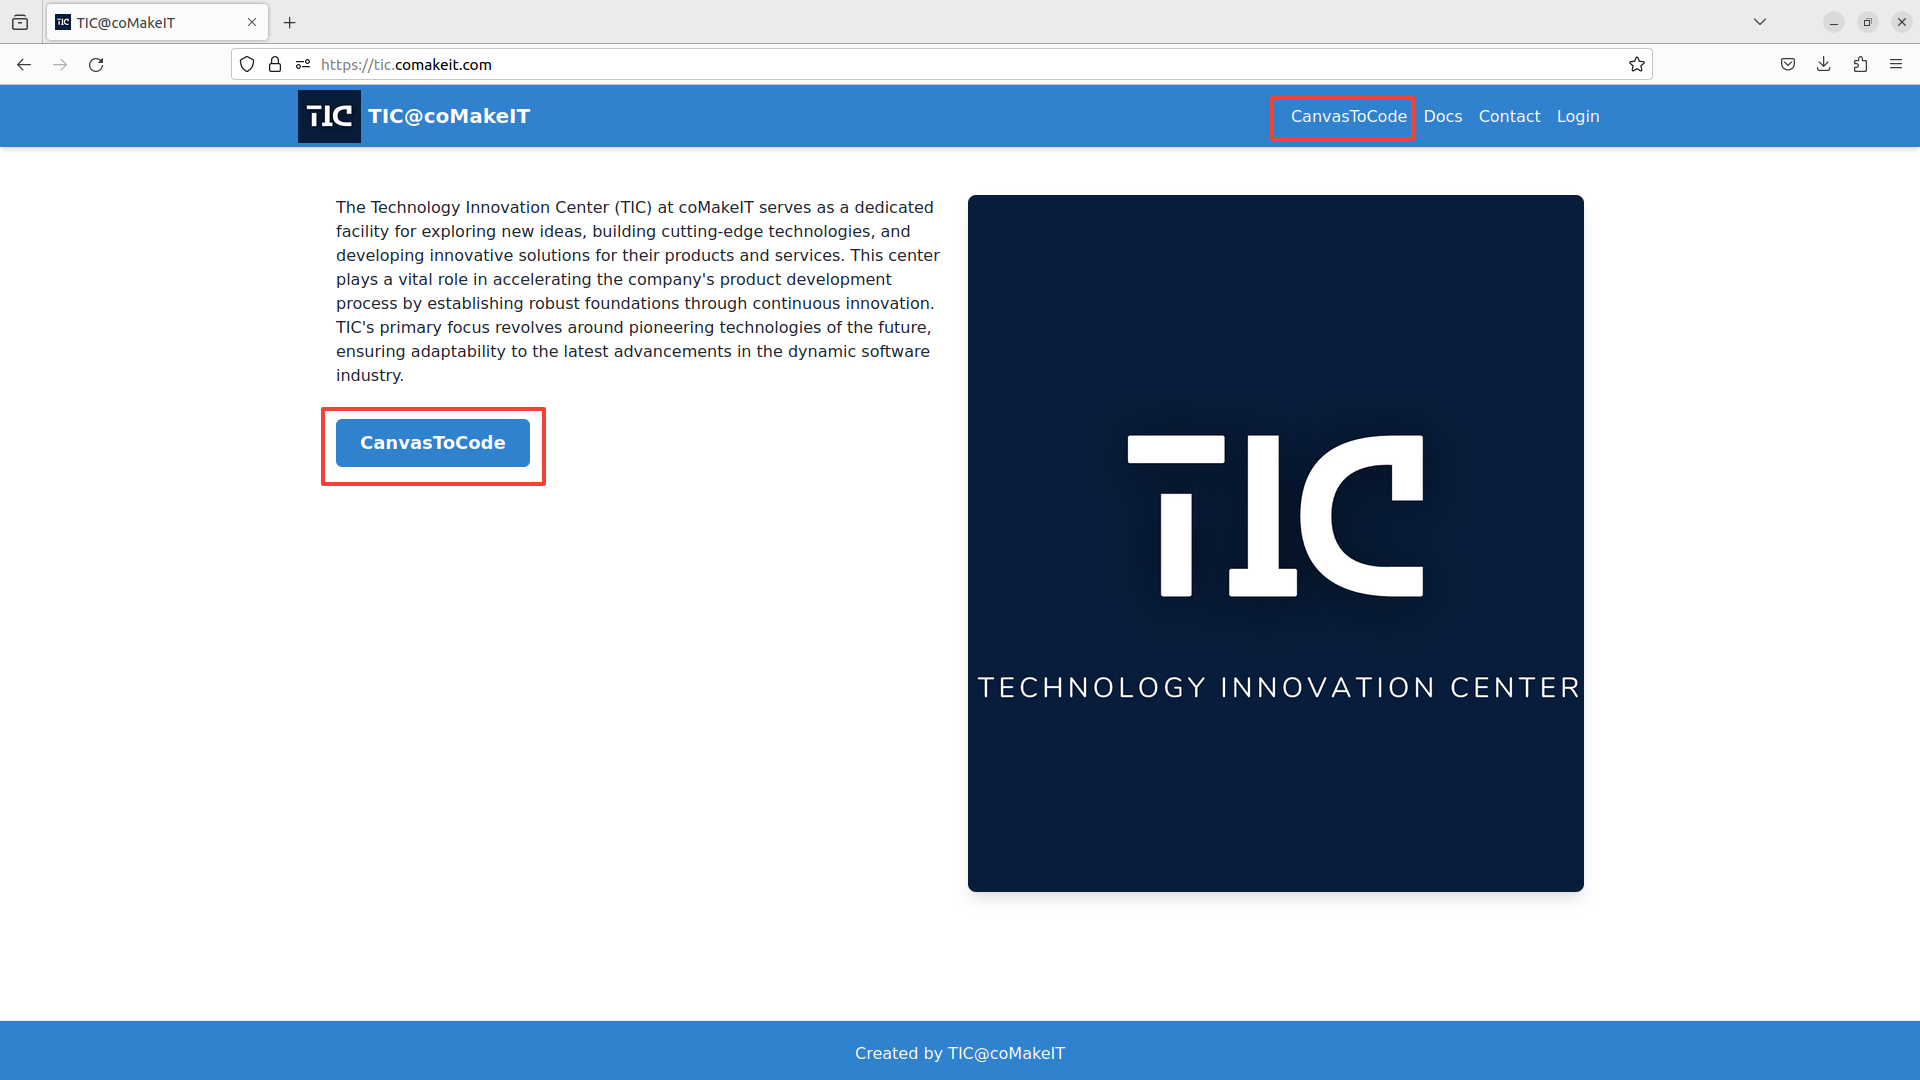 TIC TIC@coMakeIT
https://tic.comakeit.com
TIC TIC@coMakeIT CanvasToCode Docs Contact Login
The Technology Innovation Center (TIC) at coMakeIT serves as a dedicated
facility for exploring new ideas, building cutting-edge technologies, and
developing innovative solutions for their products and services. This center
plays a vital role in accelerating the company's product development
process by establishing robust foundations through continuous innovation.
TIC's primary focus revolves around pioneering technologies of the future,
ensuring adaptability to the latest advancements in the dynamic software
industry.
CanvasToCode
TIC
TECHNOLOGY INNOVATION CENTER
Created by TIC@coMakeIT